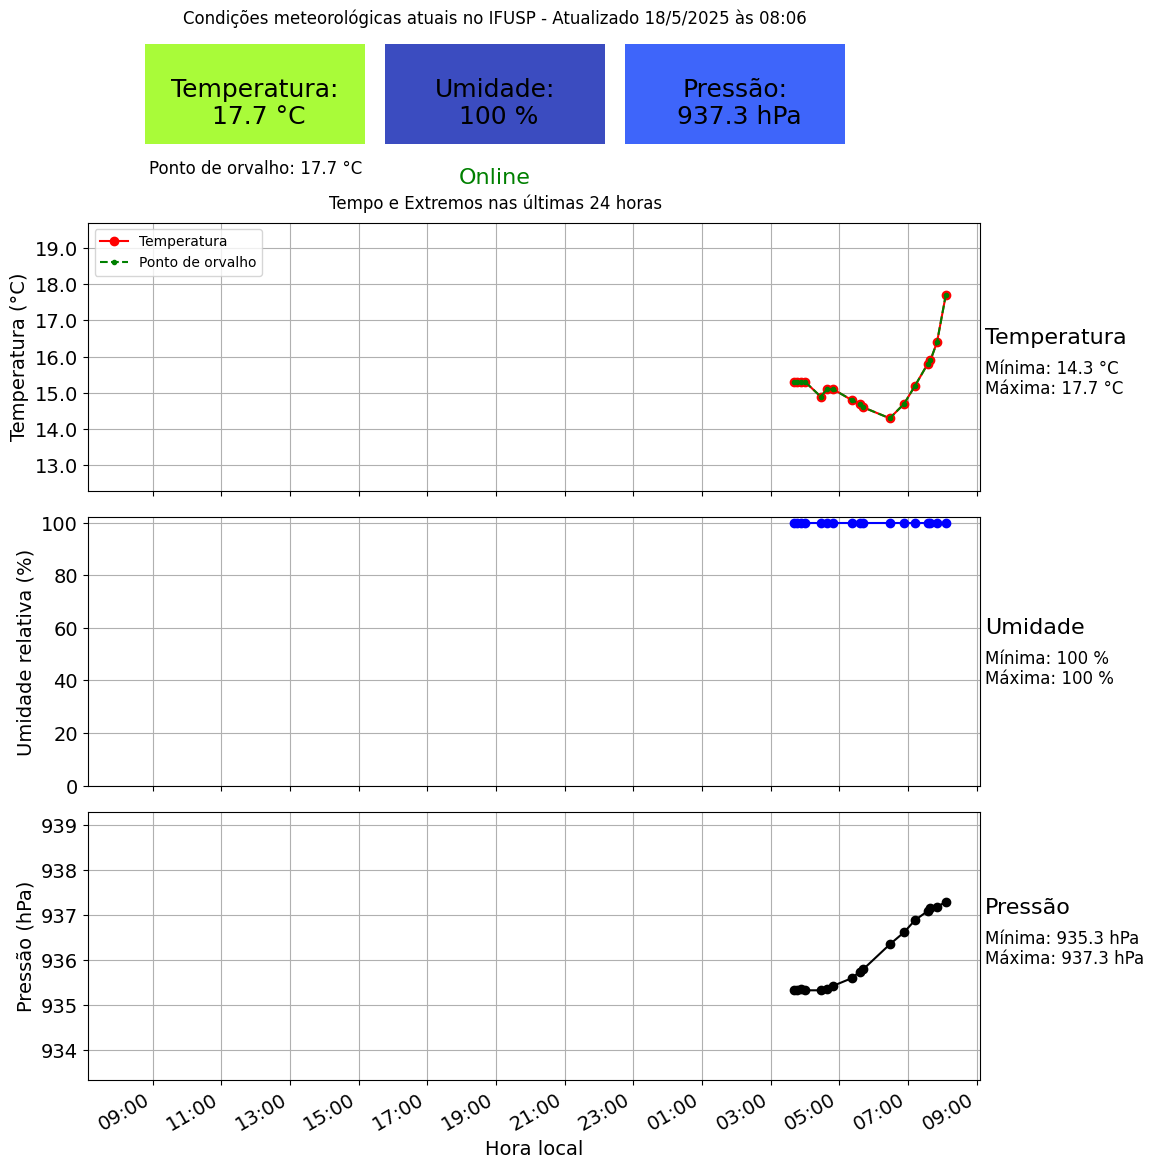 Condições meteorológicas atuais no IFUSP - Atualizado 18/5/2025 às 08:06
Temperatura:
17.7 °C
Umidade:
100 %
Pressão:
937.3 hPa
Ponto de orvalho: 17.7 °C
Online
Tempo e Extremos nas últimas 24 horas
Temperatura (°C)
19.0
18.0
17.0
16.0
15.0
14.0
13.0
Temperatura
Ponto de orvalho
Temperatura
Mínima: 14.3 °C
Máxima: 17.7 °C
Umidade relativa (%)
100
80
60
40
20
0
Umidade
Mínima: 100 %
Máxima: 100 %
Pressão (hPa)
939
938
937
936
935
934
Pressão
Mínima: 935.3 hPa
Máxima: 937.3 hPa
09:00 11:00 13:00 15:00 17:00 19:00 21:00 23:00 01:00 03:00 05:00 07:00 09:00
Hora local